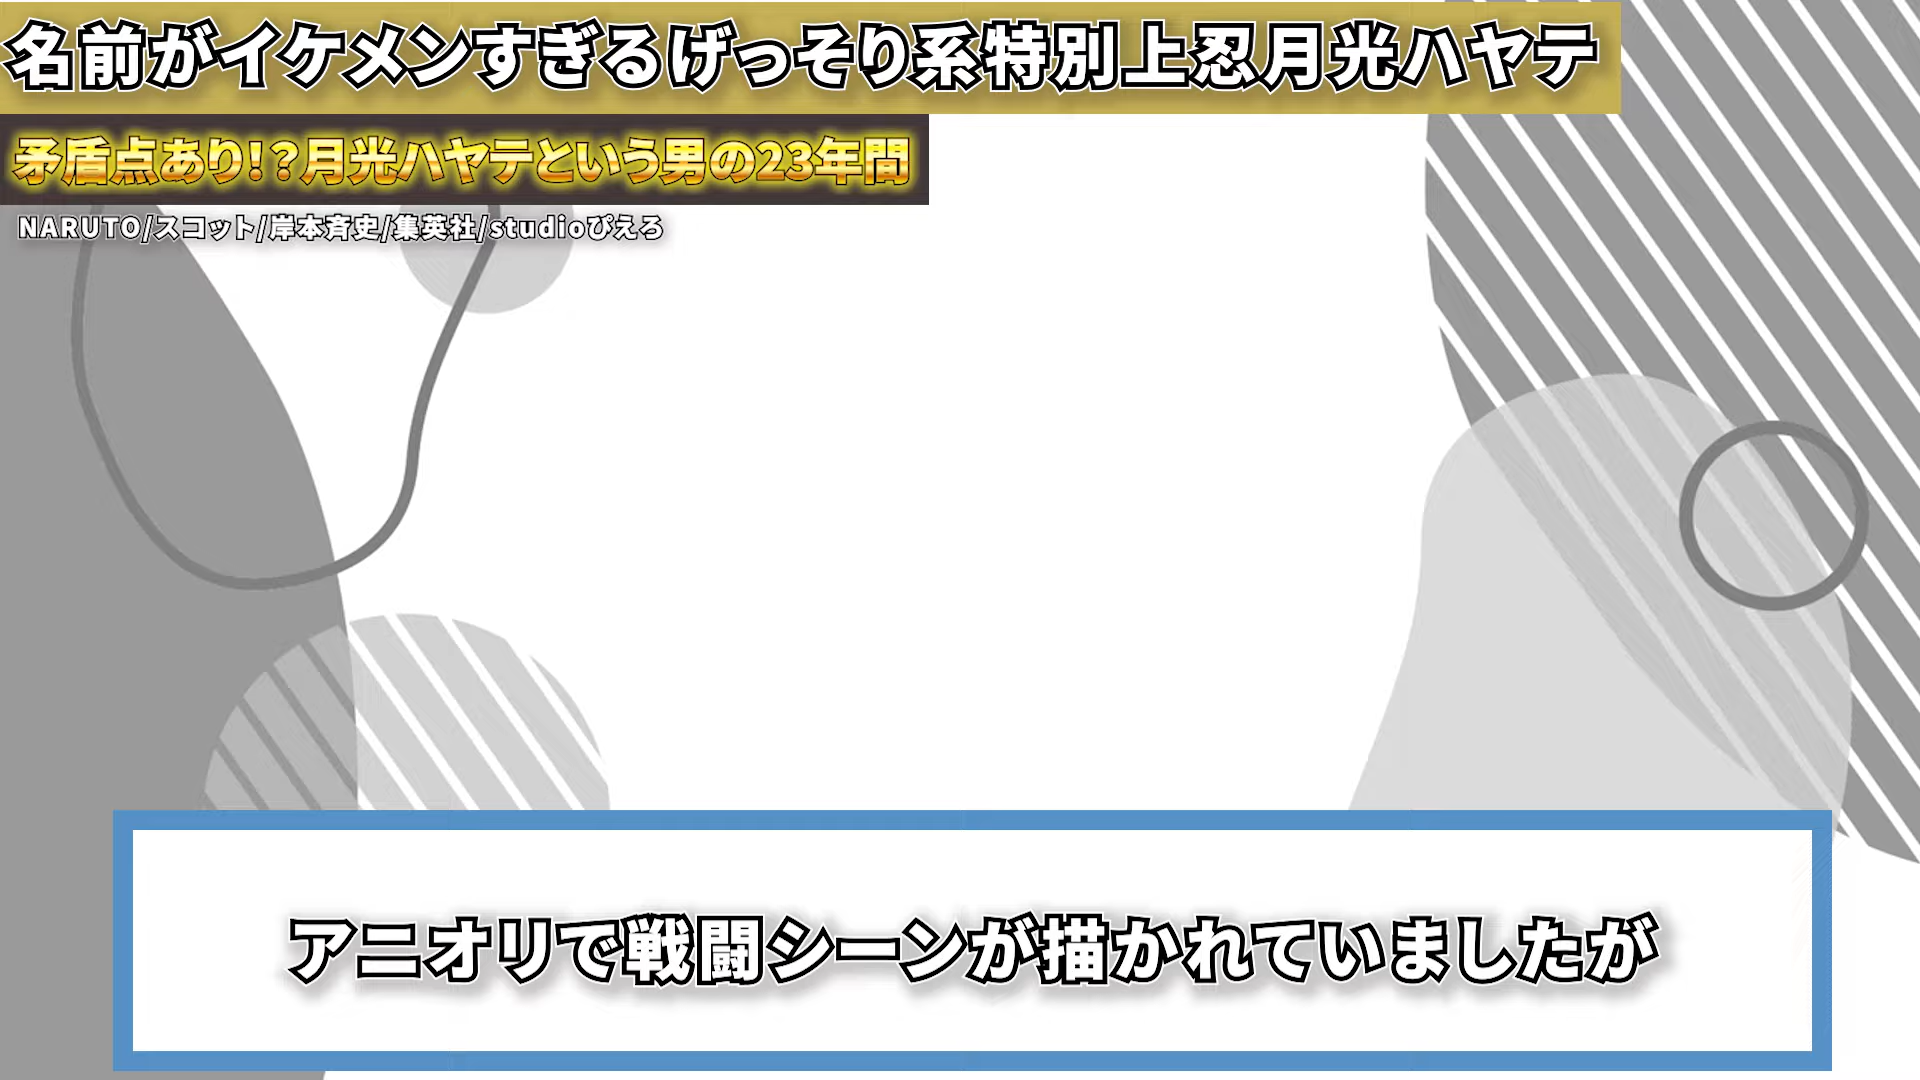 名前がイケメンすぎるげっそり系特別上忍月光ハヤテ
矛盾点あり!?月光ハヤテという男の23年間
NARUTO/スコット/岸本斉史/集英社/studioぴえろ
アニオリで戦闘シーンが描かれていましたが